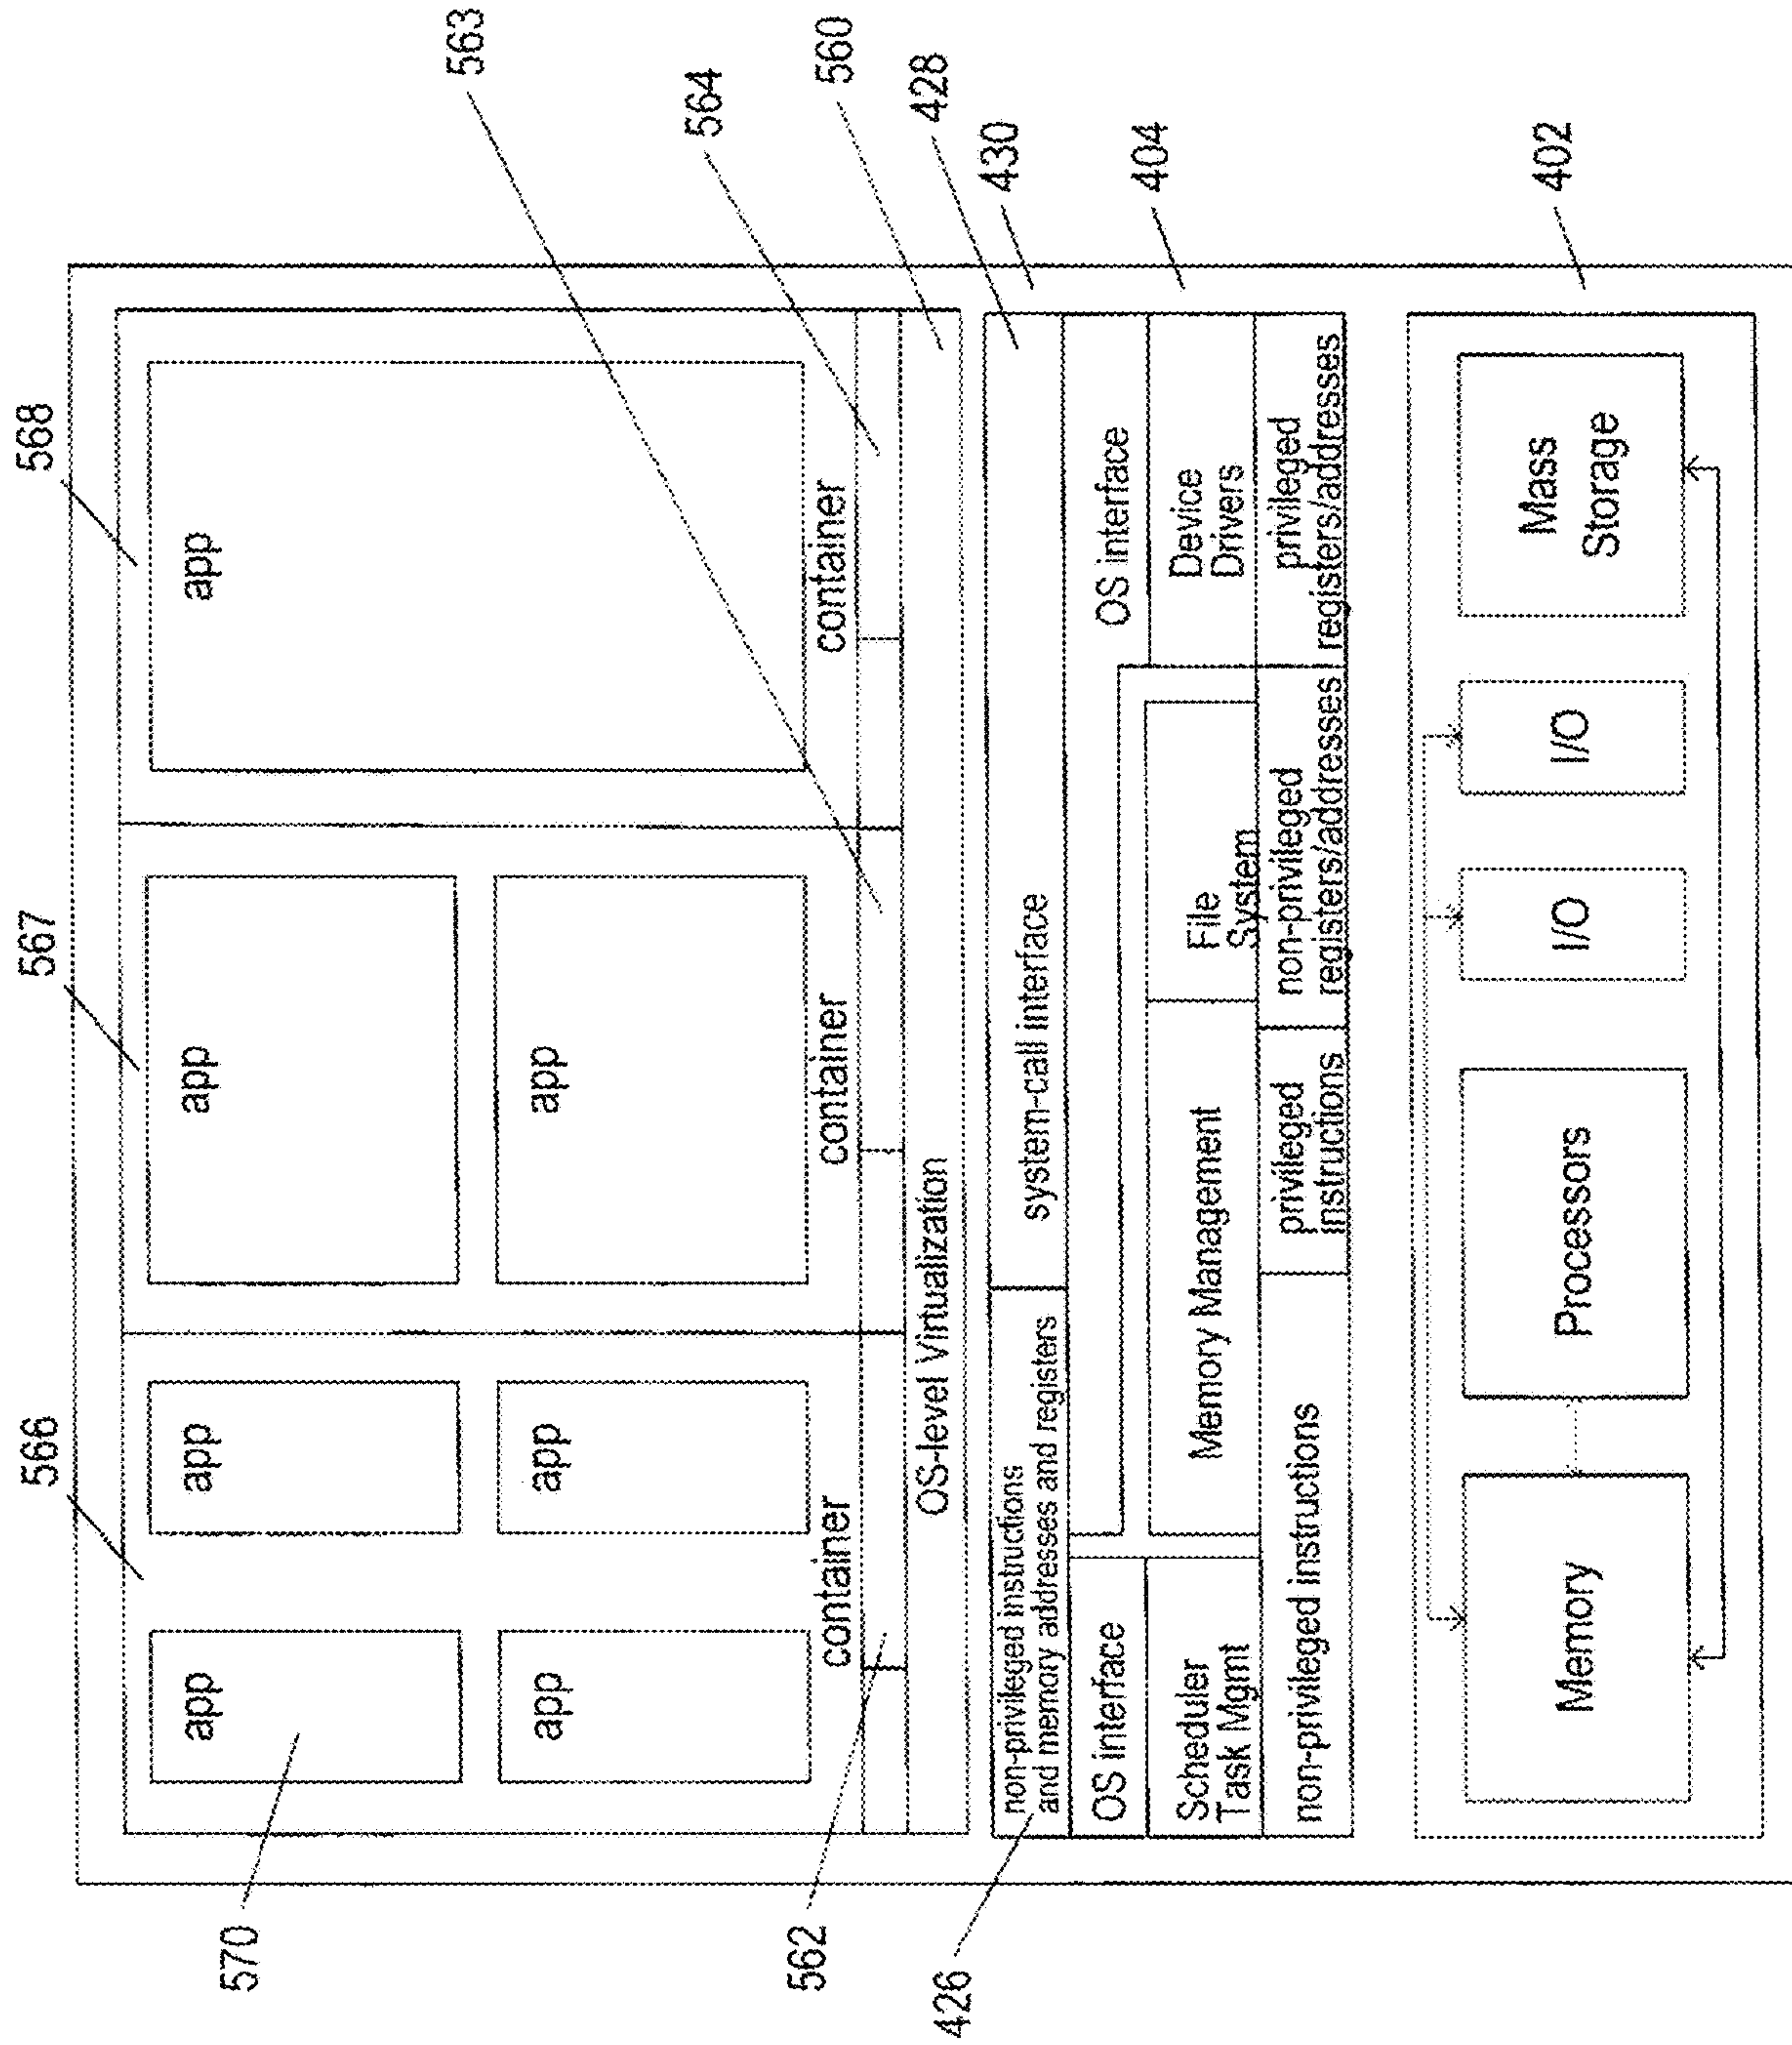 566
567
568
563
564
560
428
430
404
402
570
562
426
app
app
app
app
app
app
app
container
container
container
OS-level Virtualization
non-privileged instructions
and memory addresses and registers
system-call interface
OS interface
OS interface
Scheduler
Task Mgmt
Memory Management
File
System
Device
Drivers
non-privileged instructions
privileged
instructions
non-privileged
registers/addresses
privileged
registers/addresses
Memory
Processors
I/O
I/O
Mass
Storage